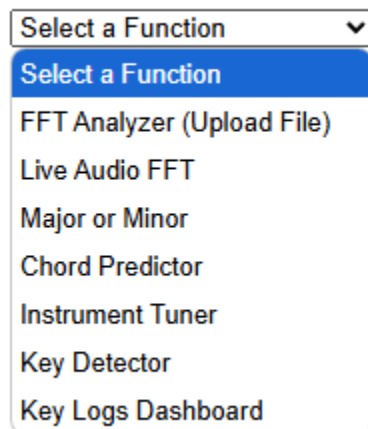 Select a Function
Select a Function
FFT Analyzer (Upload File)
Live Audio FFT
Major or Minor
Chord Predictor
Instrument Tuner
Key Detector
Key Logs Dashboard